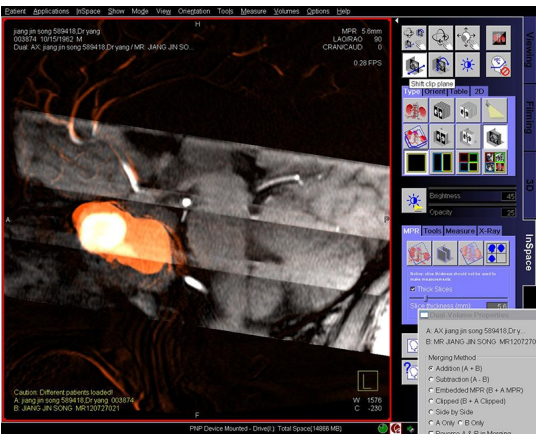 Patient Applications InSpace Show Mode View Orientation Tools Measure Volumes Options Help
H
jiang jin song 589418,Dr yang
003874 10/15/1962 M
Dual: AX, jiang jin song 589418,Dr yang / MR JIANG JIN SO...
MPR 5.6mm
LAO/RAO 90
CRAN/CAUD 0
0.28 FPS
A
Caution: Different patients loaded!
A: jiang jin song 589418,Dr yang 003874
B: JIANG JIN SONG MR120727021
F
L
W 1576
C -230
Shift clip plane
Type Orient Table 2D
Brightness 45
Opacity 25
MPR Tools Measure X-Ray
Thick Slices
Slice thickness (mm) 5.6
Dual Volume Properties
A: AX jiang jin song 589418,Dr y...
B: MR JIANG JIN SONG MR1207270
Merging Method
Addition (A + B)
Subtraction (A - B)
Embedded MPR (B + A MPR)
Clipped (B + A Clipped)
Side by Side
A Only B Only
Viewing
Filming
3D
InSpace
PNP Device Mounted - Drive(I:) Total Space(14866 MB)